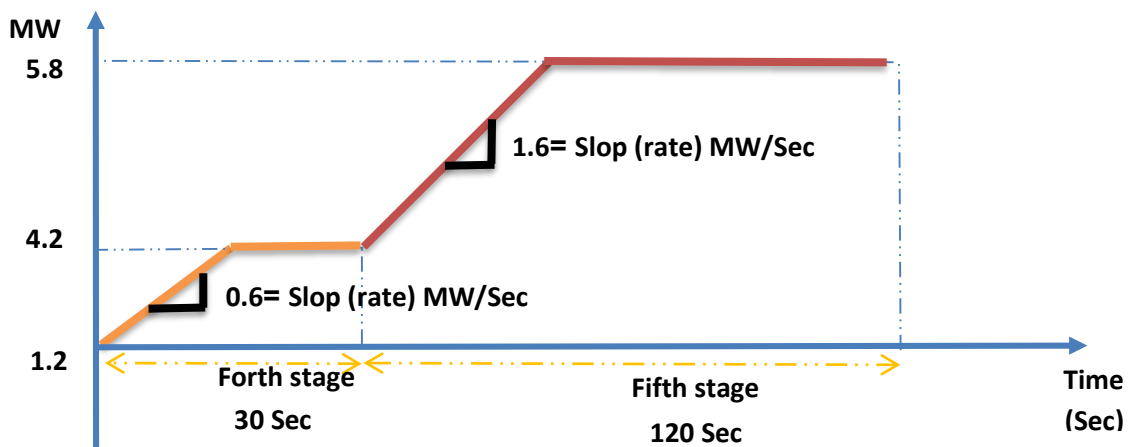 MW
5.8
1.6= Slop (rate) MW/Sec
4.2
0.6= Slop (rate) MW/Sec
1.2
Forth stage
30 Sec
Fifth stage
120 Sec
Time
(Sec)